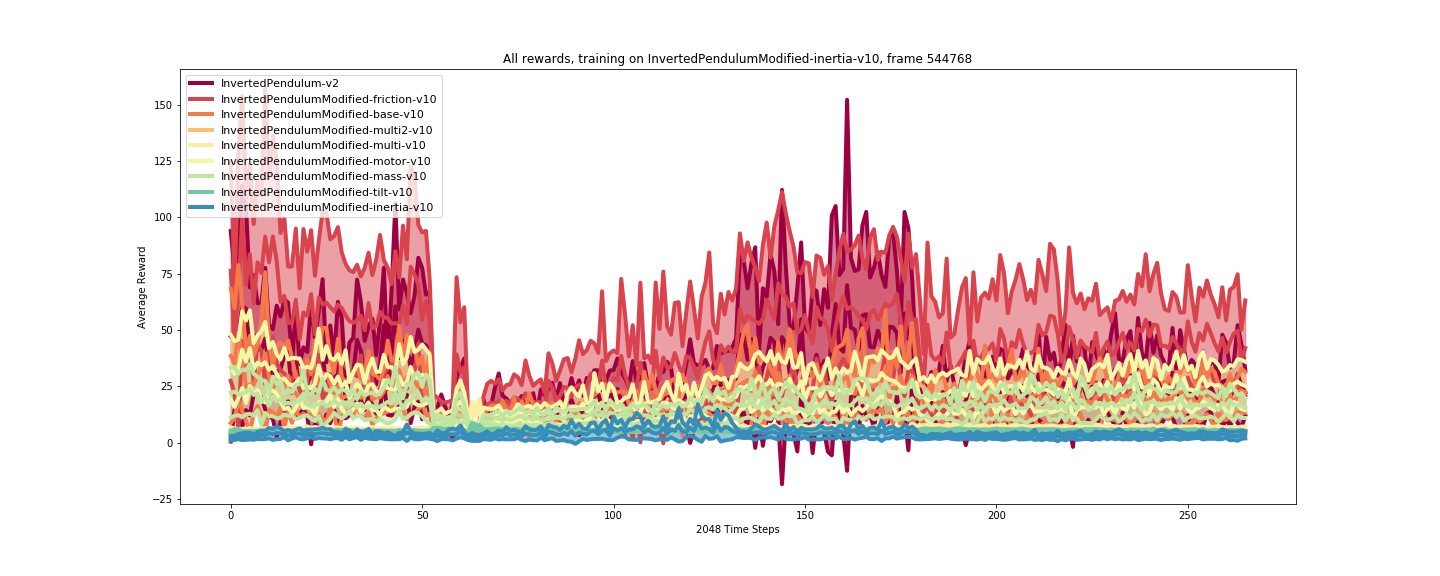 All rewards, training on InvertedPendulumModified-inertia-v10, frame 544768
InvertedPendulum-v2
InvertedPendulumModified-friction-v10
InvertedPendulumModified-base-v10
InvertedPendulumModified-multi2-v10
InvertedPendulumModified-multi-v10
InvertedPendulumModified-motor-v10
InvertedPendulumModified-mass-v10
InvertedPendulumModified-tilt-v10
InvertedPendulumModified-inertia-v10
Average Reward
150
125
100
75
50
25
0
−25
0 50 100 150 200 250
2048 Time Steps